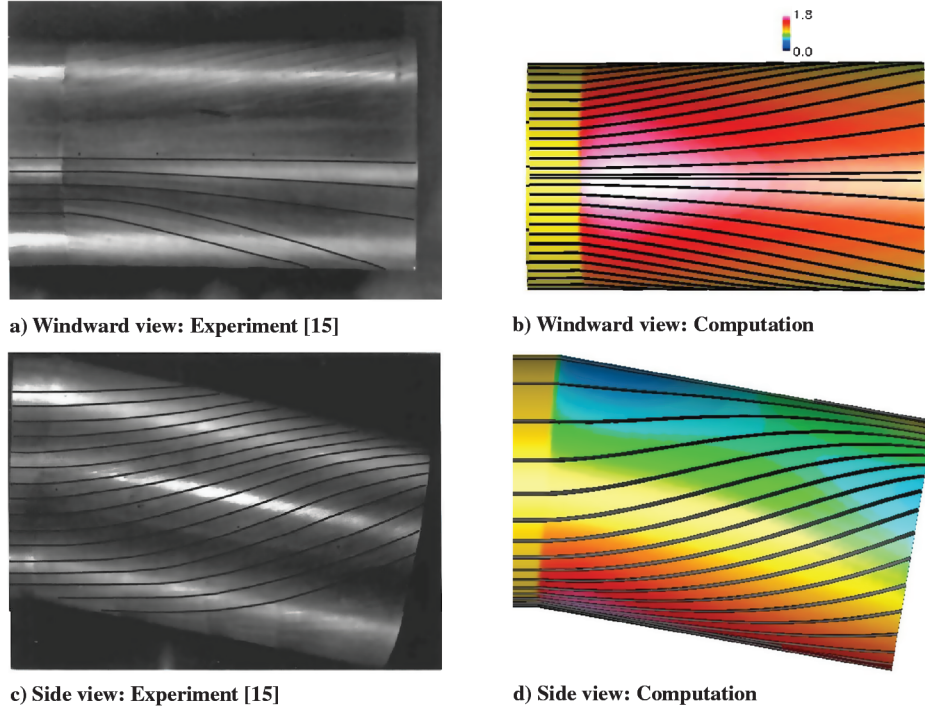 1.8
0.0
a) Windward view: Experiment [15]
b) Windward view: Computation
c) Side view: Experiment [15]
d) Side view: Computation